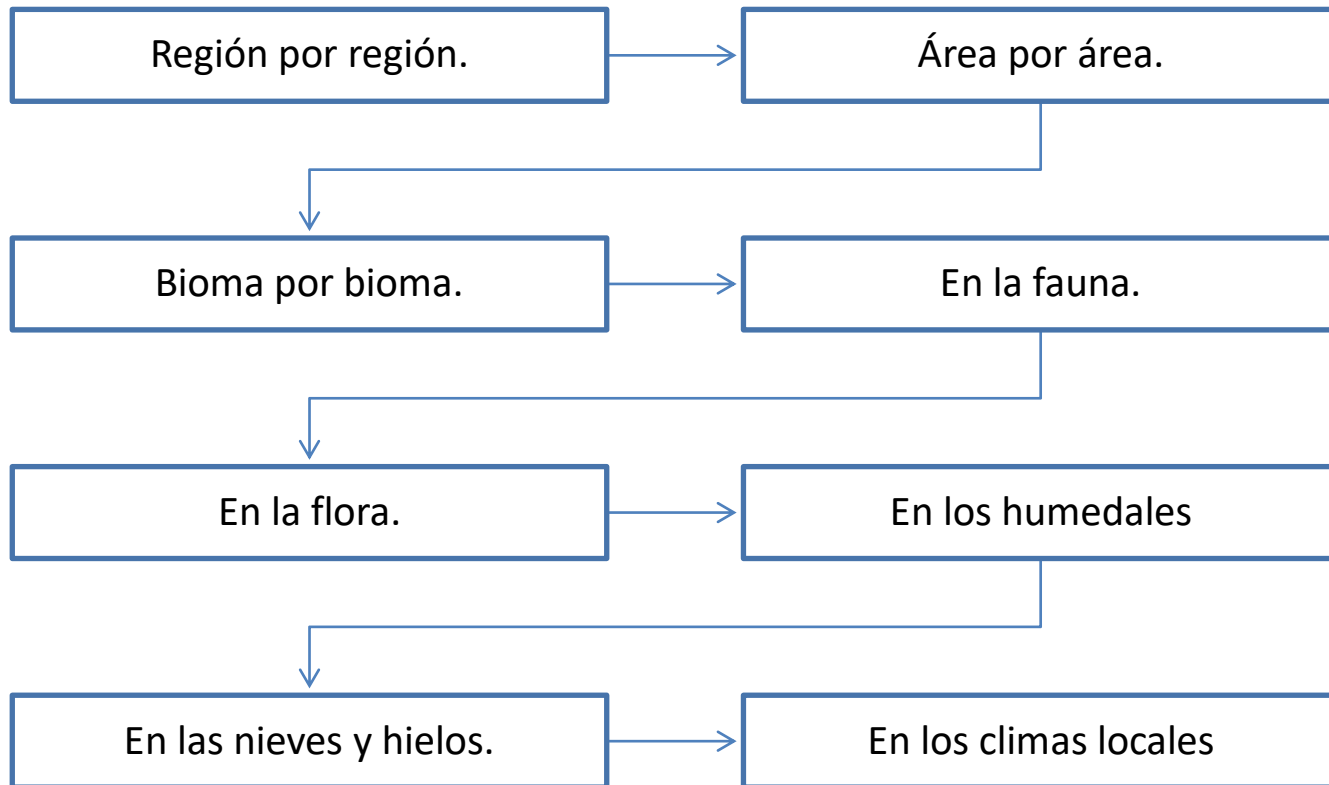 Región por región.
Área por área.
Bioma por bioma.
En la fauna.
En la flora.
En los humedales
En las nieves y hielos.
En los climas locales